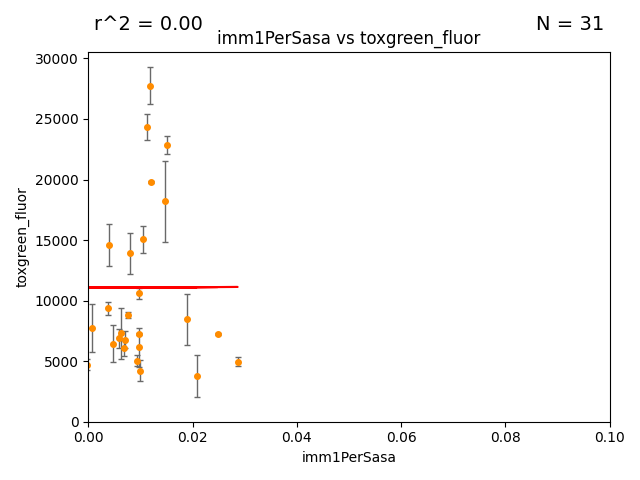 r^2 = 0.00
N = 31
imm1PerSasa vs toxgreen_fluor
30000
25000
20000
15000
10000
5000
0
toxgreen_fluor
0.00 0.02 0.04 0.06 0.08 0.10
imm1PerSasa